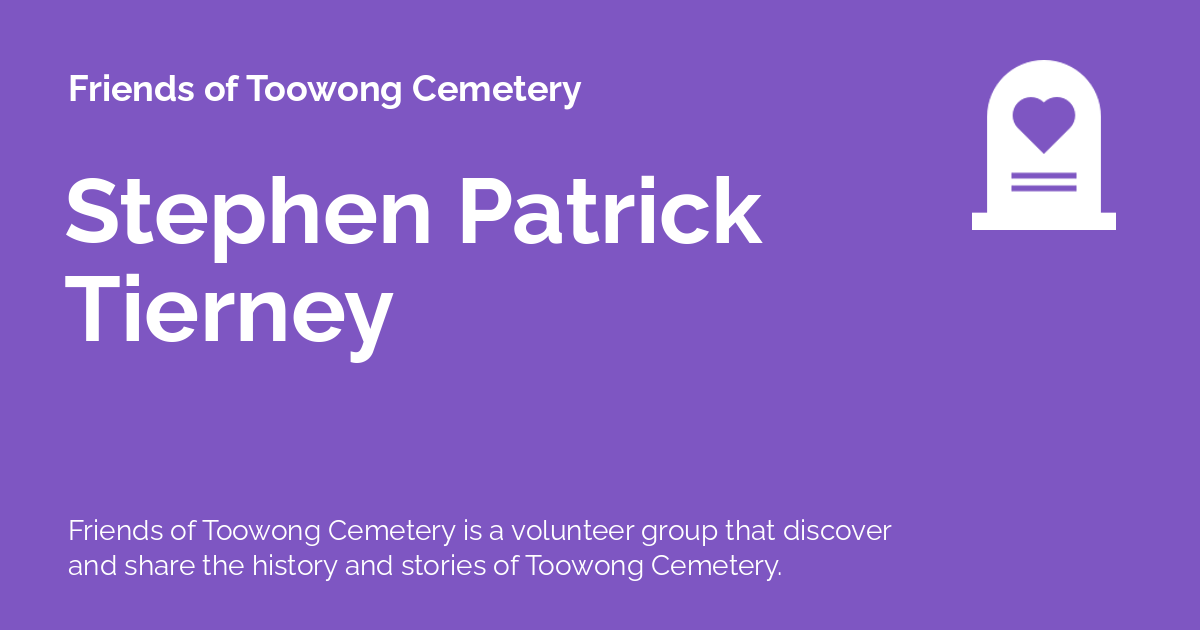 Friends of Toowong Cemetery
Stephen Patrick
Tierney
Friends of Toowong Cemetery is a volunteer group that discover
and share the history and stories of Toowong Cemetery.